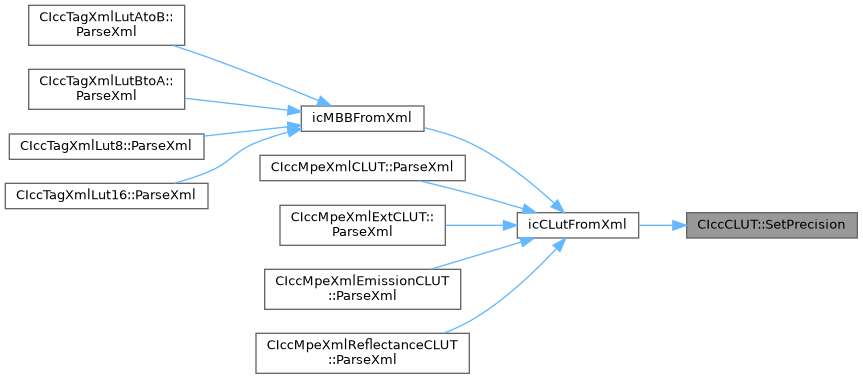 CIccTagXmlLutAtoB::
ParseXml
CIccTagXmlLutBtoA::
ParseXml
icMBBFromXml
CIccTagXmlLut8::ParseXml
CIccMpeXmlCLUT::ParseXml
CIccTagXmlLut16::ParseXml
CIccMpeXmlExtCLUT::
ParseXml
icCLutFromXml
CIccCLUT::SetPrecision
CIccMpeXmlEmissionCLUT
::ParseXml
CIccMpeXmlReflectanceCLUT
::ParseXml